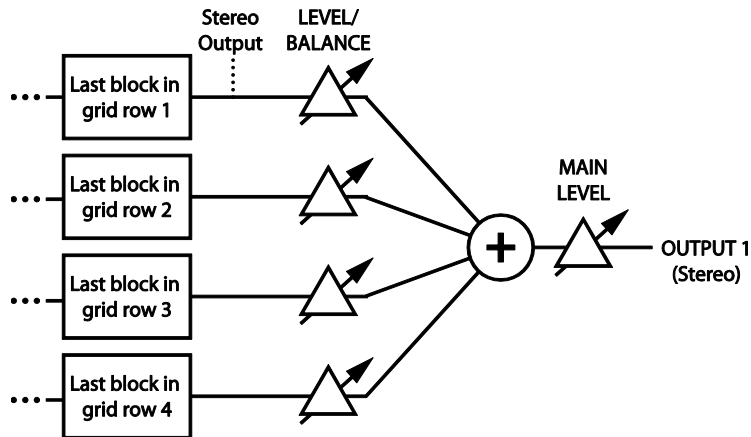 Stereo
Output
LEVEL/
BALANCE
Last block in
grid row 1
Last block in
grid row 2
Last block in
grid row 3
Last block in
grid row 4
+
MAIN
LEVEL
OUTPUT 1
(Stereo)